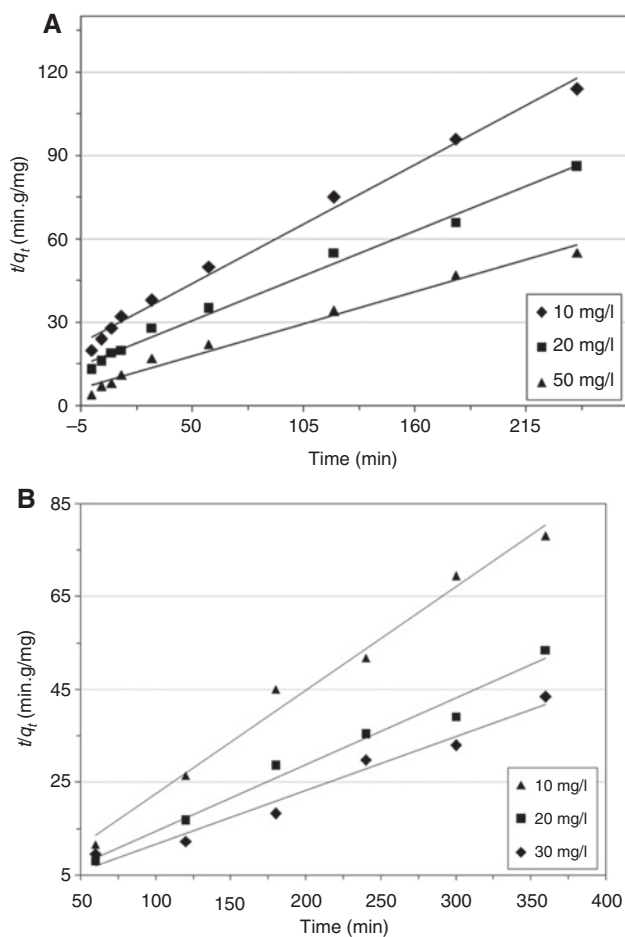 A
t/qt (min.g/mg)
120
90
60
30
0
–5 50 105 160 215
Time (min)
10 mg/l
20 mg/l
50 mg/l
B
t/qt (min.g/mg)
85
65
45
25
5
50 100 150 200 250 300 350 400
Time (min)
10 mg/l
20 mg/l
30 mg/l